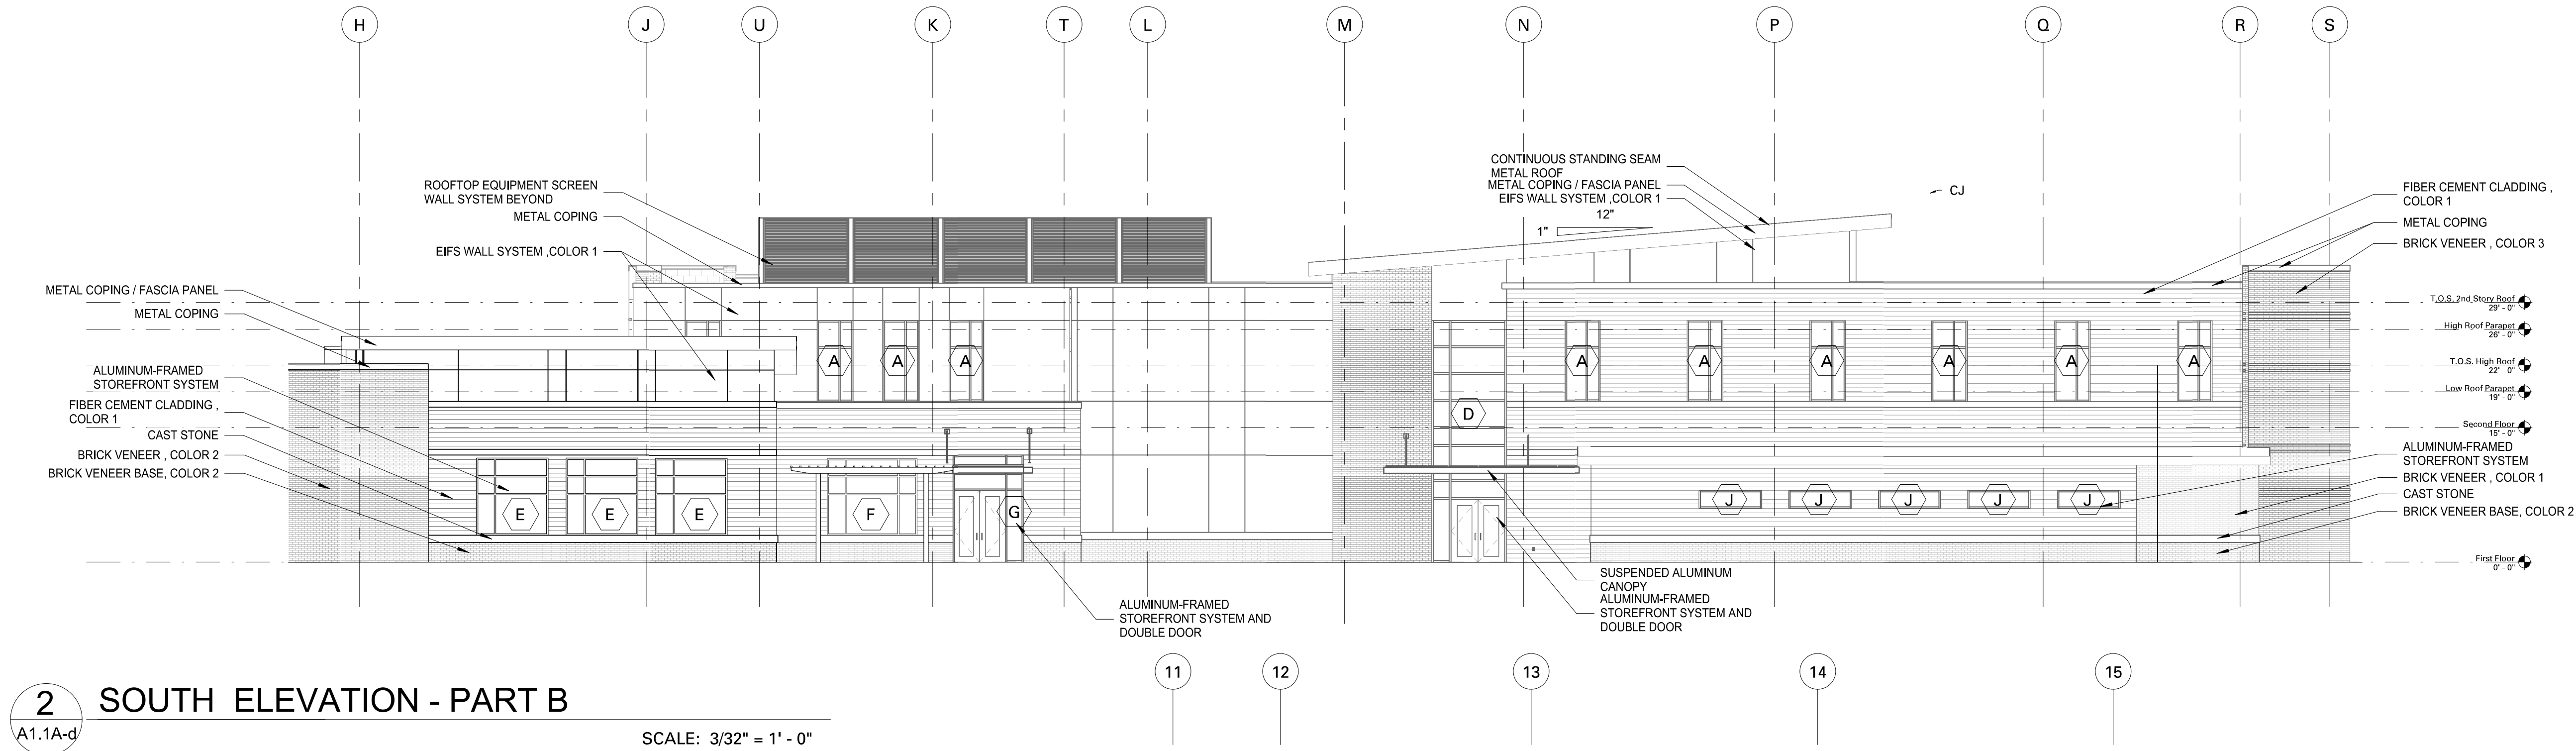 H J U K T L M N P Q R S
CONTINUOUS STANDING SEAM
METAL ROOF
METAL COPING / FASCIA PANEL
EIFS WALL SYSTEM ,COLOR 1
12"
1"
CJ
ROOFTOP EQUIPMENT SCREEN
WALL SYSTEM BEYOND
METAL COPING
EIFS WALL SYSTEM ,COLOR 1
METAL COPING / FASCIA PANEL
METAL COPING
ALUMINUM-FRAMED
STOREFRONT SYSTEM
FIBER CEMENT CLADDING ,
COLOR 1
CAST STONE
BRICK VENEER , COLOR 2
BRICK VENEER BASE, COLOR 2
FIBER CEMENT CLADDING ,
COLOR 1
METAL COPING
BRICK VENEER , COLOR 3
T.O.S. 2nd Story Roof
29' - 0"
High Roof Parapet
26' - 0"
T.O.S. High Roof
22' - 0"
Low Roof Parapet
19' - 0"
Second Floor
15' - 0"
ALUMINUM-FRAMED
STOREFRONT SYSTEM
BRICK VENEER , COLOR 1
CAST STONE
BRICK VENEER BASE, COLOR 2
First Floor
0' - 0"
A A A A A A A A A
D
E E E F G J J J J J
ALUMINUM-FRAMED
STOREFRONT SYSTEM AND
DOUBLE DOOR
SUSPENDED ALUMINUM
CANOPY
ALUMINUM-FRAMED
STOREFRONT SYSTEM AND
DOUBLE DOOR
11 12 13 14 15
2
A1.1A-d
SOUTH ELEVATION - PART B
SCALE: 3/32" = 1' - 0"